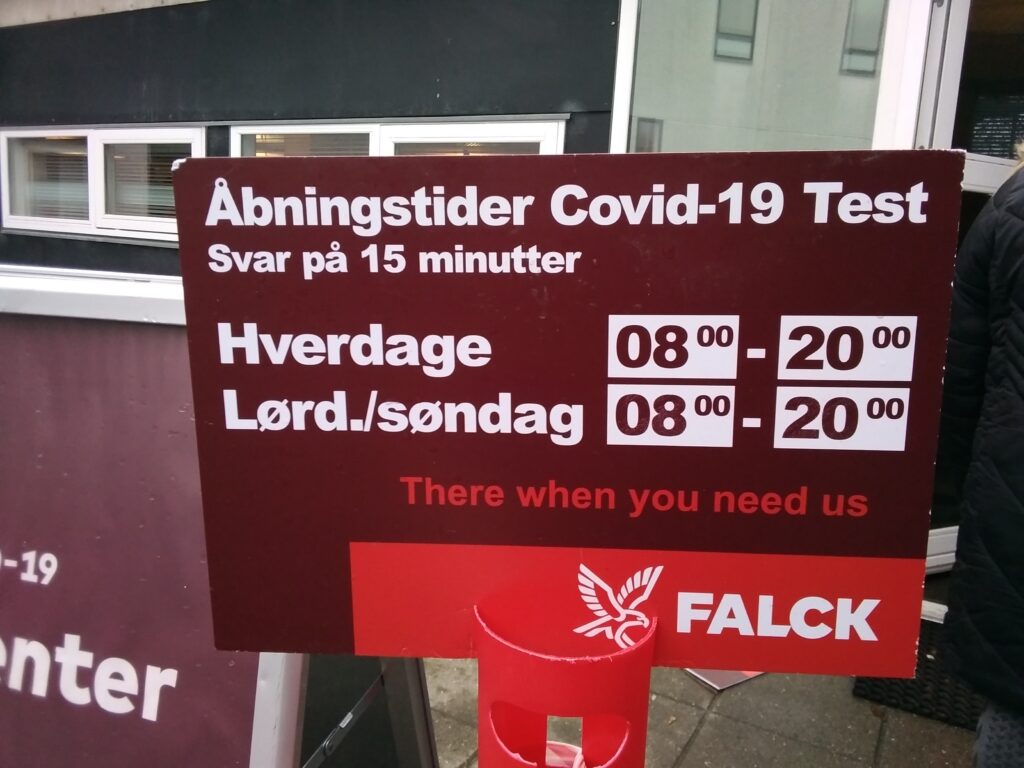 Åbningstider Covid-19 Test
Svar på 15 minutter
Hverdage 08 00 - 20 00
Lørd./søndag 08 00 - 20 00
There when you need us
FALCK
-19
enter